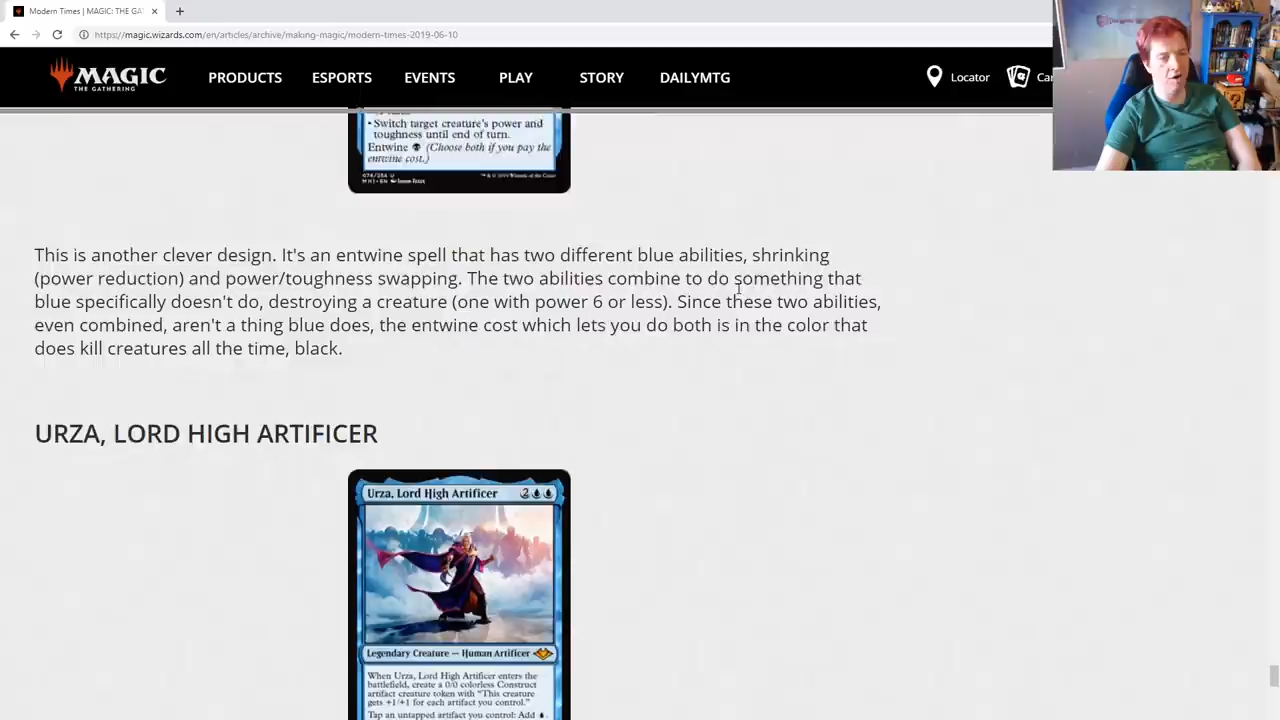 Modern Times | MAGIC: THE GA
https://magic.wizards.com/en/articles/archive/making-magic/modern-times-2019-06-10
MAGIC
THE GATHERING
PRODUCTS
ESPORTS
EVENTS
PLAY
STORY
DAILYMTG
Locator
• Switch target creature's power and
toughness until end of turn.
Entwine (Choose both if you pay the
entwine cost.)
This is another clever design. It's an entwine spell that has two different blue abilities, shrinking
(power reduction) and power/toughness swapping. The two abilities combine to do something that
blue specifically doesn't do, destroying a creature (one with power 6 or less). Since these two abilities,
even combined, aren't a thing blue does, the entwine cost which lets you do both is in the color that
does kill creatures all the time, black.
URZA, LORD HIGH ARTIFICER
Urza, Lord High Artificer 2
Legendary Creature — Human Artificer
When Urza, Lord High Artificer enters the
battlefield, create a 0/0 colorless Construct
artifact creature token with "This creature
gets +1/+1 for each artifact you control."
Tap an untapped artifact you control: Add